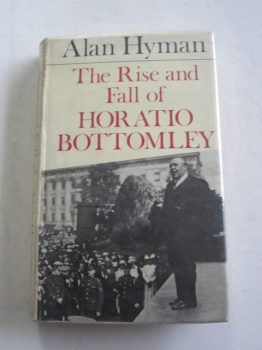 Alan Hyman
The Rise and
Fall of
HORATIO
BOTTOMLEY